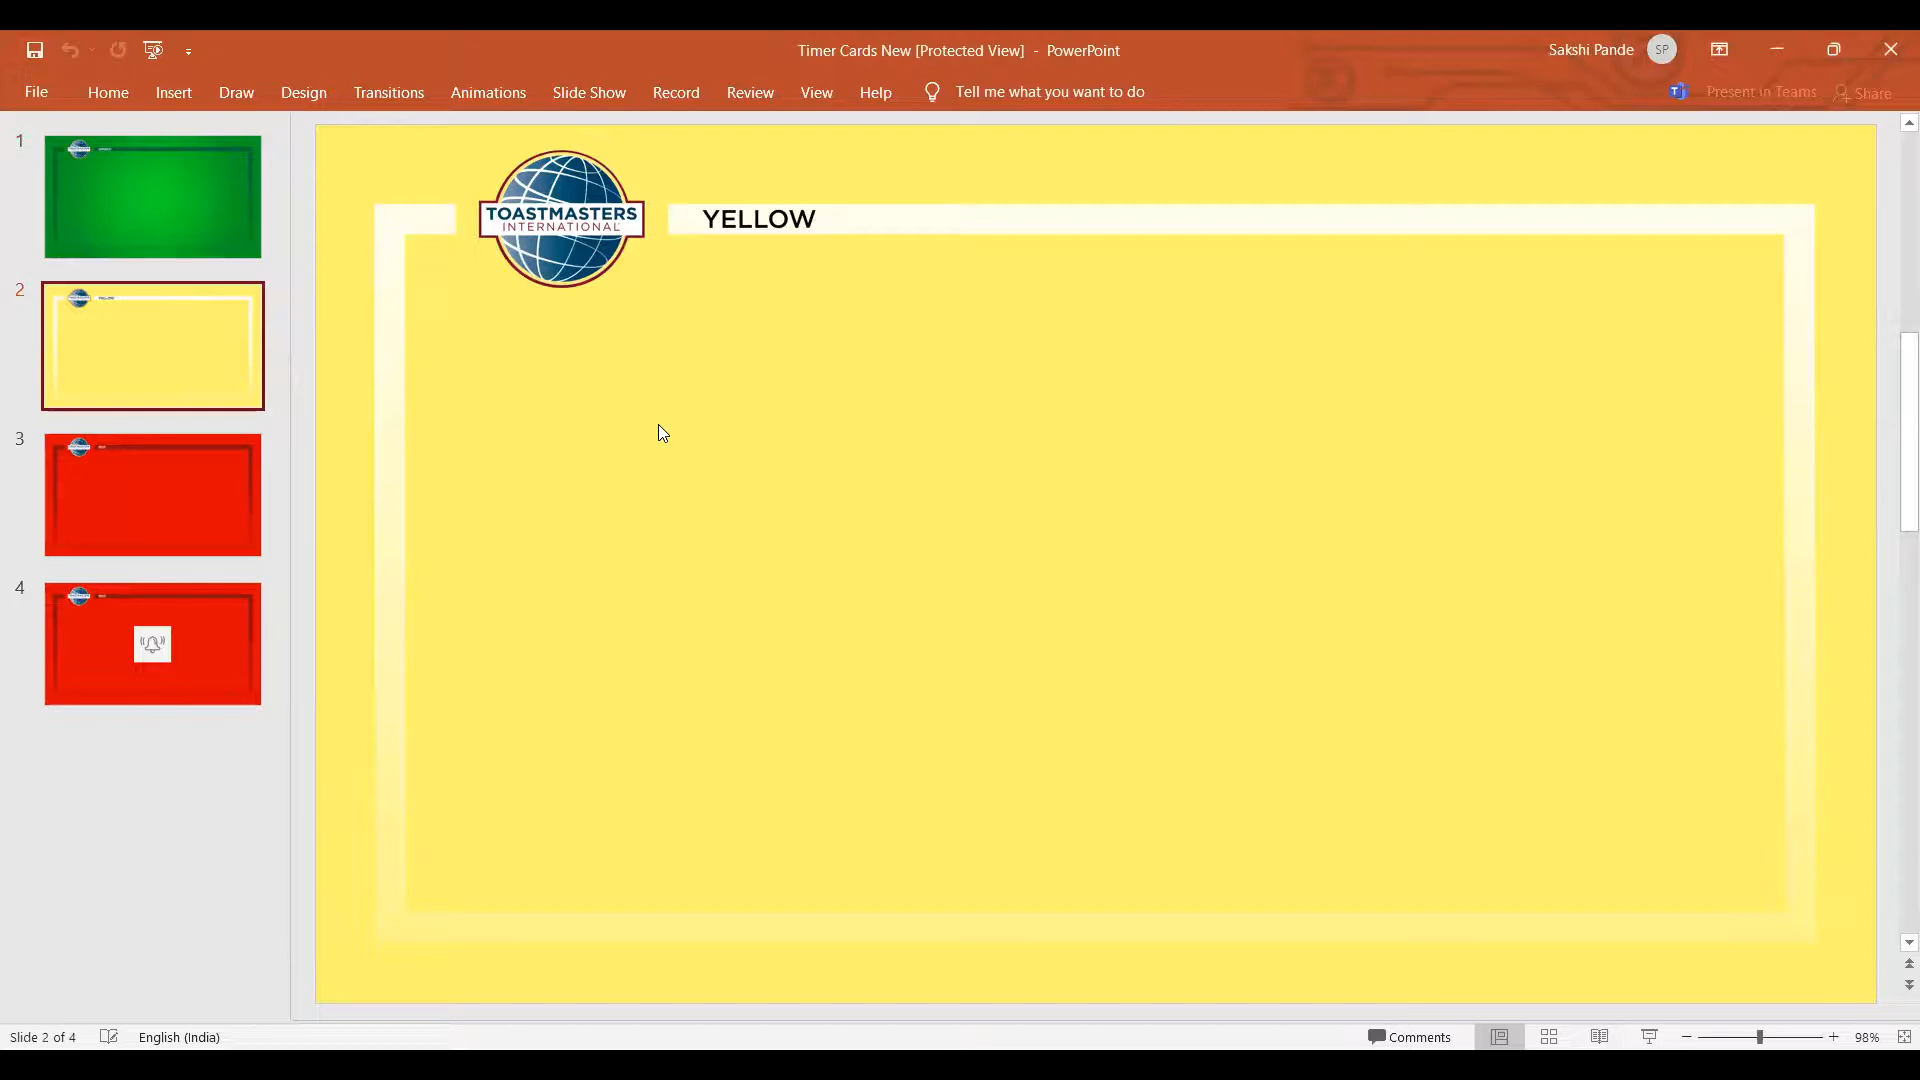 Timer Cards New [Protected View] - PowerPoint
Sakshi Pande
SP
File
Home
Insert
Draw
Design
Transitions
Animations
Slide Show
Record
Review
View
Help
Tell me what you want to do
Present in Teams
Share
1
2
3
4
TOASTMASTERS
INTERNATIONAL
YELLOW
Slide 2 of 4
English (India)
Comments
98%